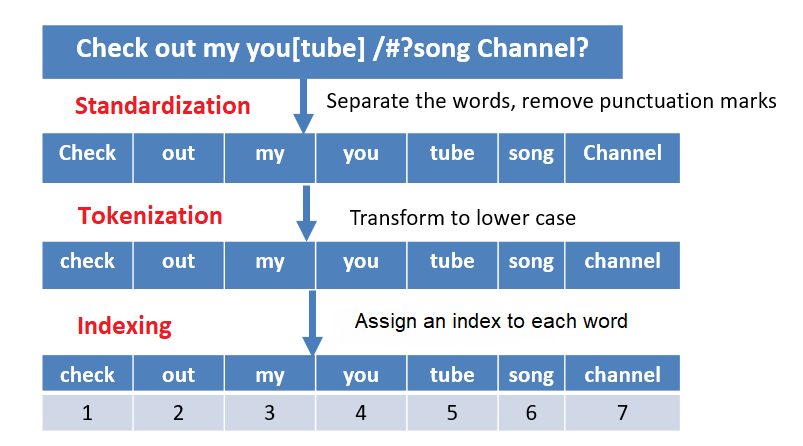 Check out my you[tube] /#?song Channel?
Standardization
Separate the words, remove punctuation marks
Check out my you tube song Channel
Tokenization
Transform to lower case
check out my you tube song channel
Indexing
Assign an index to each word
check out my you tube song channel
1 2 3 4 5 6 7